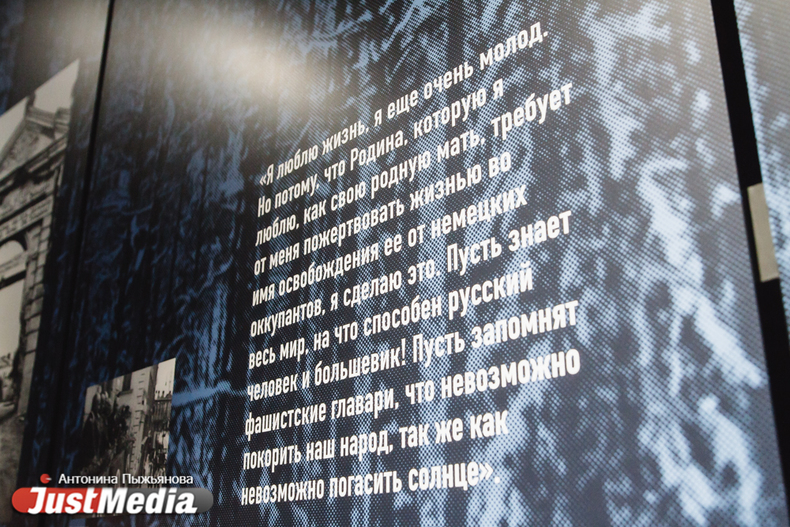 «Я люблю жизнь, я еще очень молод.
Но потому, что Родина, которую я
люблю, как свою родную мать, требует
от меня пожертвовать жизнью во
имя освобождения ее от немецких
оккупантов, я сделаю это. Пусть знает
весь мир, на что способен русский
человек и большевик! Пусть запомнят
фашистские главари, что невозможно
покорить наш народ, так же как
невозможно погасить солнце».
Антонина Пыжьянова
JustMedia.